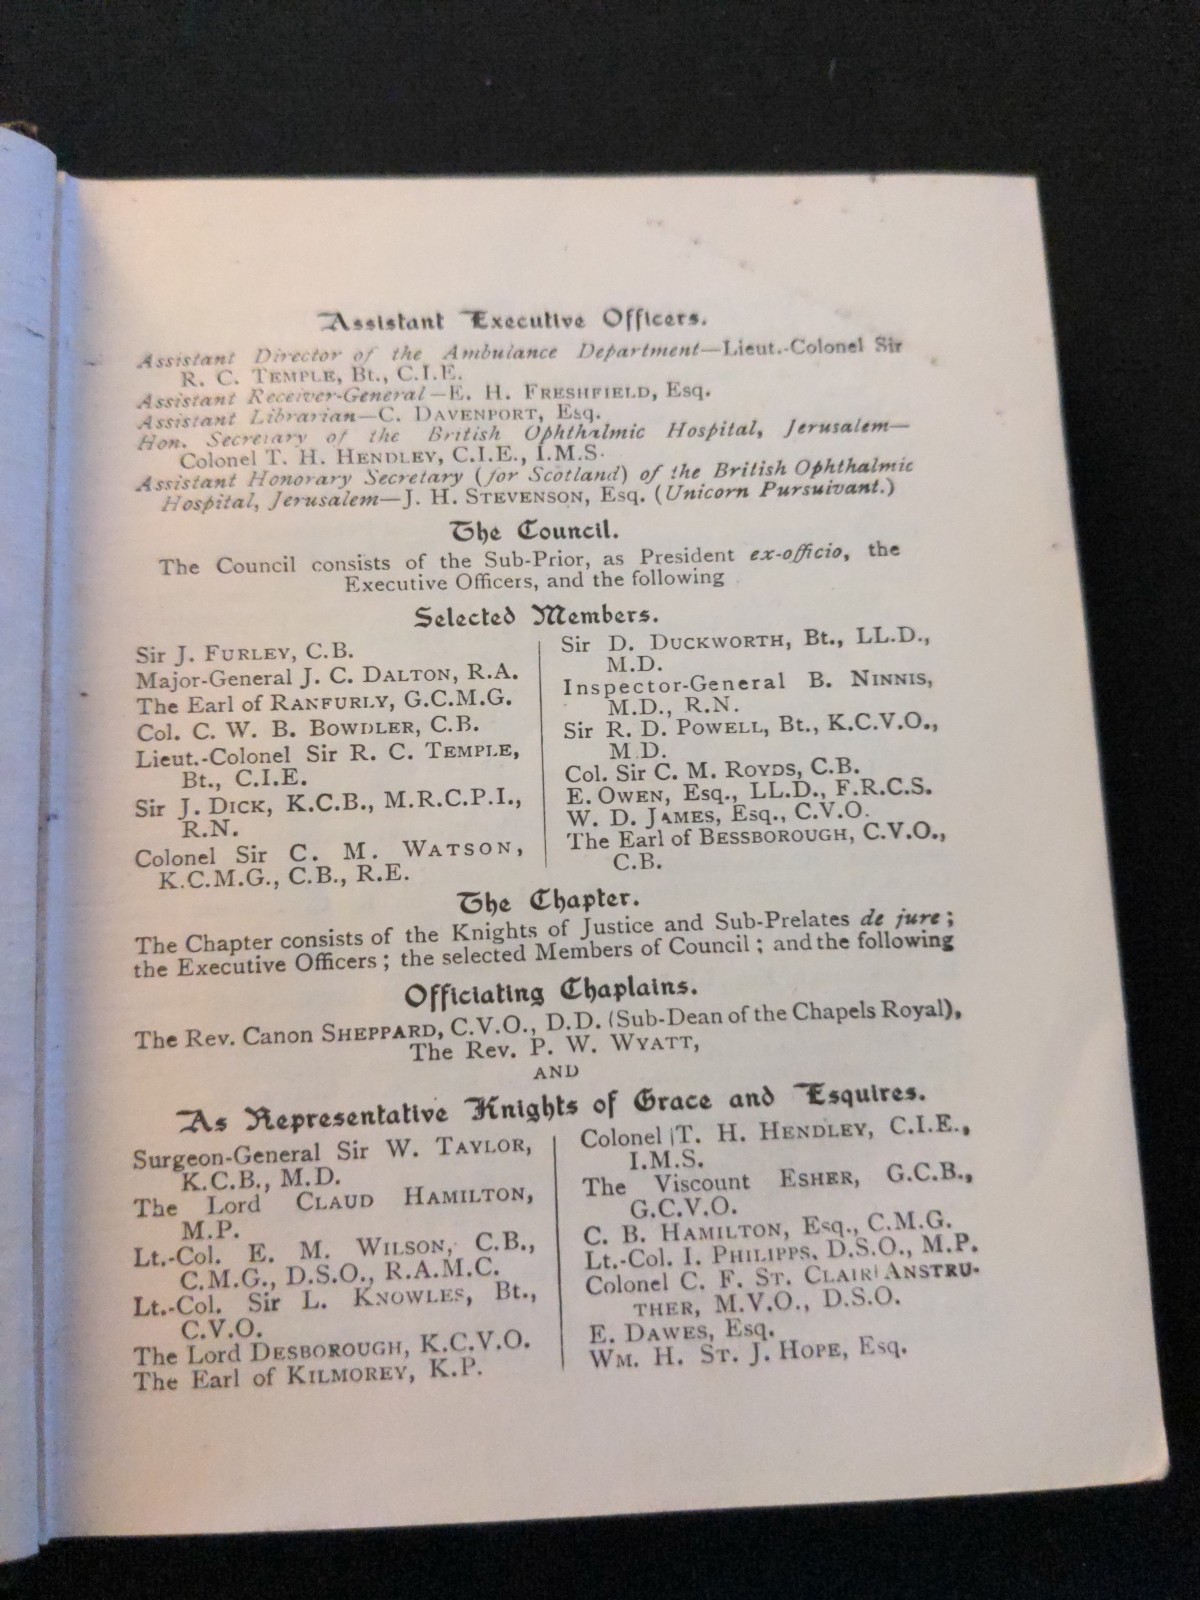 Assistant Executive Officers.
Assistant Director of the Ambulance Department—Lieut.-Colonel Sir
R. C. TEMPLE, Bt., C.I.E.
Assistant Receiver-General—E. H. FRESHFIELD, Esq.
Assistant Librarian—C. DAVENPORT, Esq.
Hon. Secretary of the British Ophthalmic Hospital, Jerusalem—
Colonel T. H. HENDLEY, C.I.E., I.M.S.
Assistant Honorary Secretary (for Scotland) of the British Ophthalmic
Hospital, Jerusalem—J. H. STEVENSON, Esq. (Unicorn Pursuivant.)
The Council.
The Council consists of the Sub-Prior, as President ex-officio, the
Executive Officers, and the following
Selected Members.
Sir J. FURLEY, C.B.
Major-General J. C. DALTON, R.A.
The Earl of RANFURLY, G.C.M.G.
Col. C. W. B. BOWDLER, C.B.
Lieut.-Colonel Sir R. C. TEMPLE,
Bt., C.I.E.
Sir J. DICK, K.C.B., M.R.C.P.I.,
R.N.
Colonel Sir C. M. WATSON,
K.C.M.G., C.B., R.E.
Sir D. DUCKWORTH, Bt., LL.D.,
M.D.
Inspector-General B. NINNIS,
M.D., R.N.
Sir R. D. POWELL, Bt., K.C.V.O.,
M.D.
Col. Sir C. M. ROYDS, C.B.
E. OWEN, Esq., LL.D., F.R.C.S.
W. D. JAMES, Esq., C.V.O.
The Earl of BESSBOROUGH, C.V.O.,
C.B.
The Chapter.
The Chapter consists of the Knights of Justice and Sub-Prelates de jure;
the Executive Officers; the selected Members of Council; and the following
Officiating Chaplains.
The Rev. Canon SHEPPARD, C.V.O., D.D. (Sub-Dean of the Chapels Royal),
The Rev. P. W. WYATT,
AND
As Representative Knights of Grace and Esquires.
Surgeon-General Sir W. TAYLOR,
K.C.B., M.D.
The Lord CLAUD HAMILTON,
M.P.
Lt.-Col. E. M. WILSON, C.B.,
C.M.G., D.S.O., R.A.M.C.
Lt.-Col. Sir L. KNOWLES, Bt.,
C.V.O.
The Lord DESBOROUGH, K.C.V.O.
The Earl of KILMOREY, K.P.
Colonel T. H. HENDLEY, C.I.E.,
I.M.S.
The Viscount ESHER, G.C.B.,
G.C.V.O.
C. B. HAMILTON, Esq., C.M.G.
Lt.-Col. I. PHILIPPS, D.S.O., M.P.
Colonel C. F. ST. CLAIR ANSTRU-
THER, M.V.O., D.S.O.
E. DAWES, Esq.
WM. H. ST. J. HOPE, Esq.